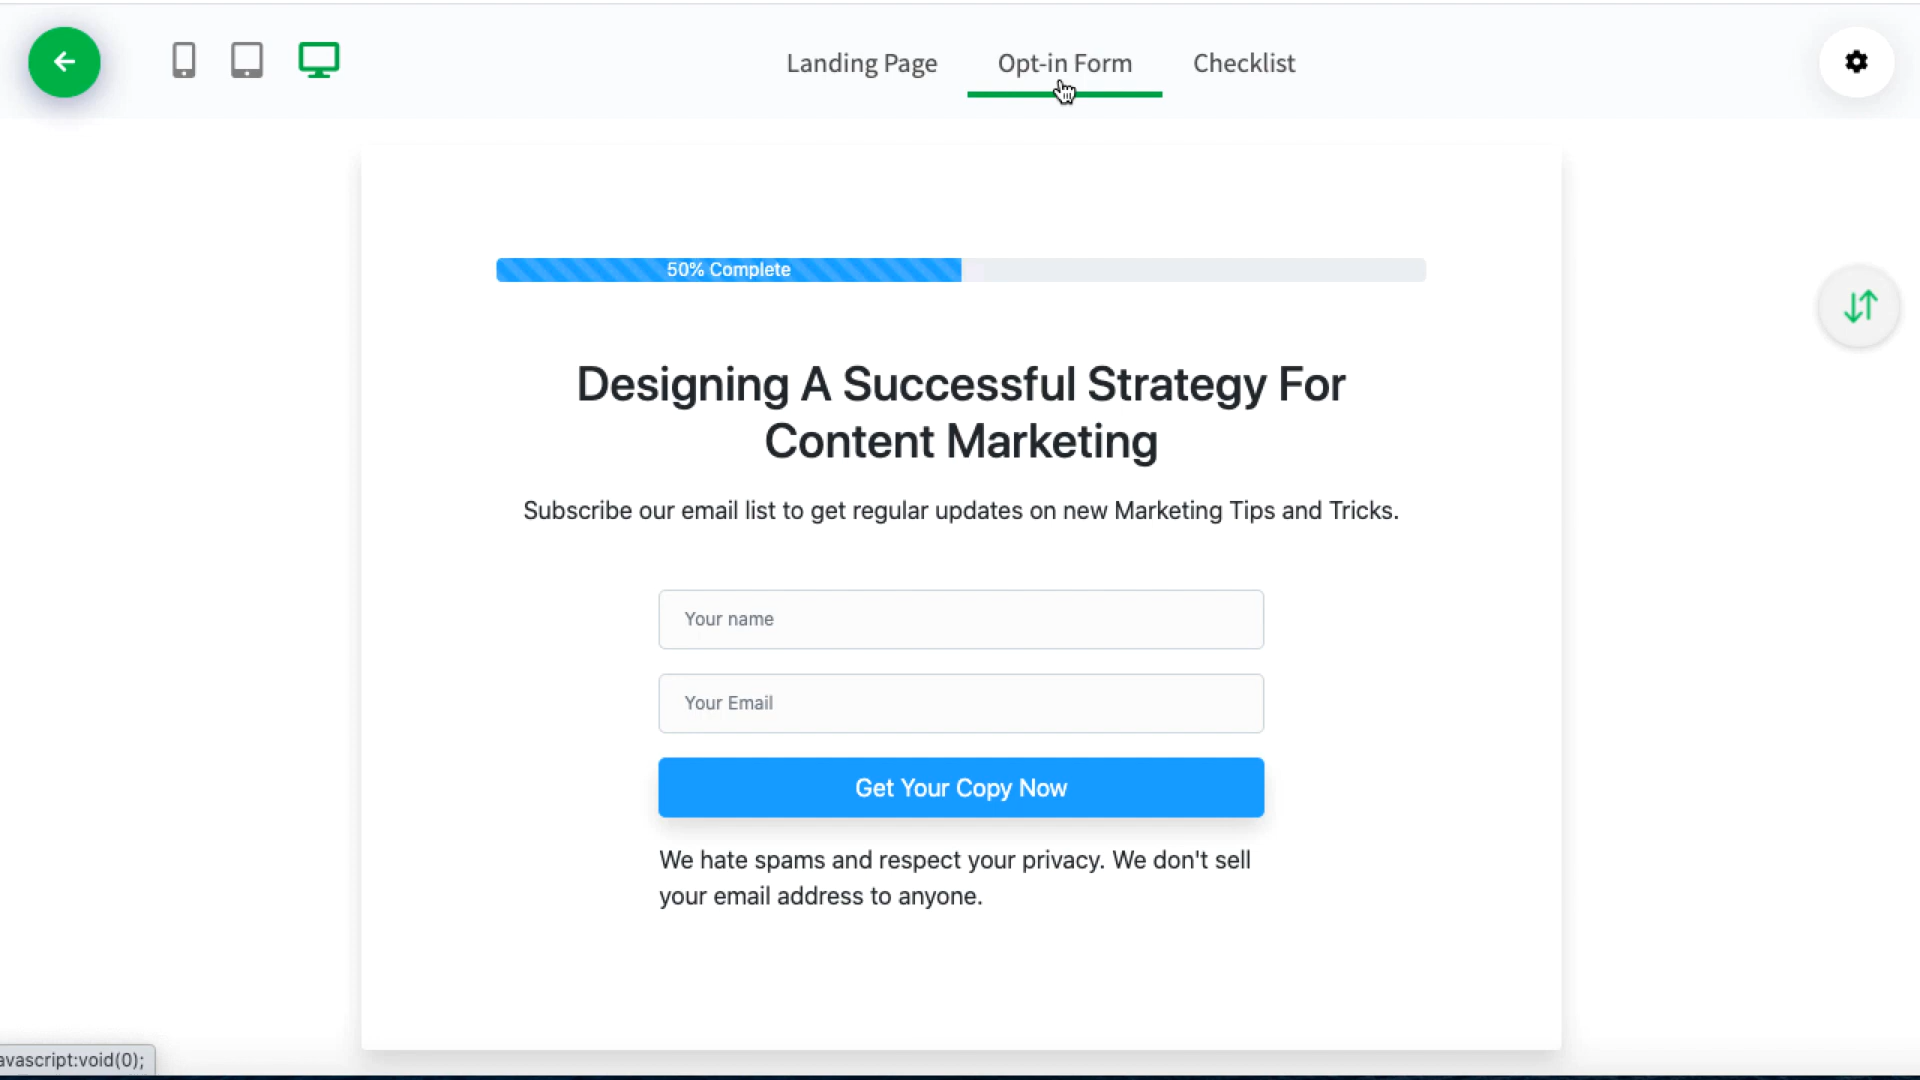 Landing Page Opt-in Form Checklist
50% Complete
Designing A Successful Strategy For
Content Marketing
Subscribe our email list to get regular updates on new Marketing Tips and Tricks.
Your name
Your Email
Get Your Copy Now
We hate spams and respect your privacy. We don't sell
your email address to anyone.
avascript:void(0);